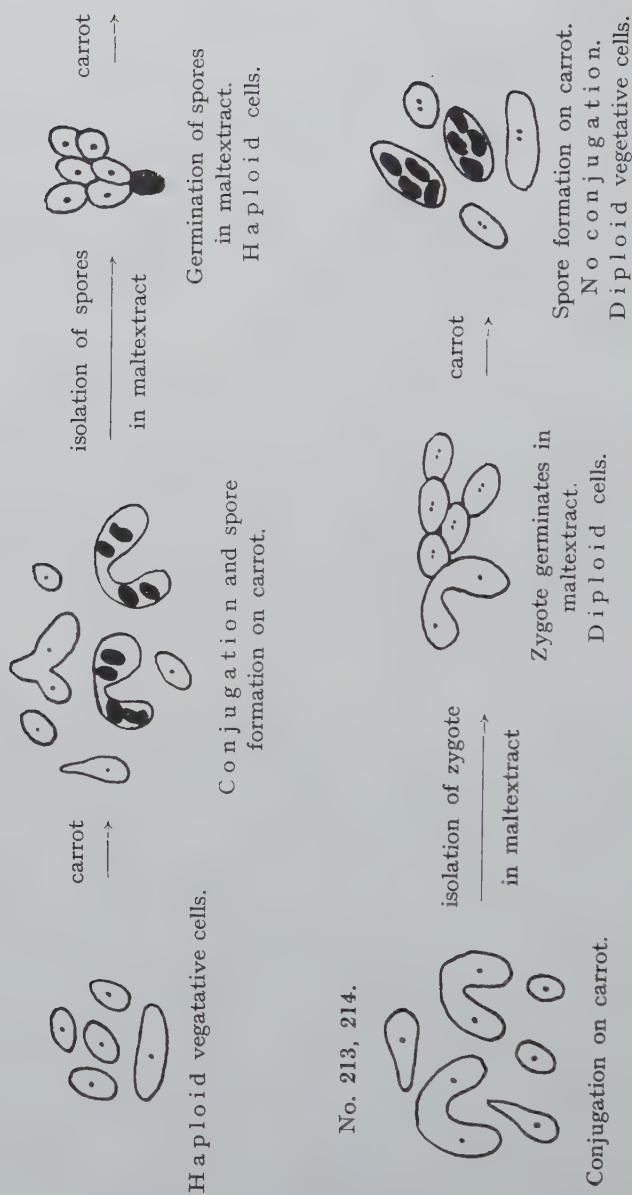 Haploid vegatative cells.
carrot
Conjugation and spore
formation on carrot.
isolation of spores
in maltextract
Germination of spores
in maltextract.
Haploid cells.
carrot
No. 213, 214.
Conjugation on carrot.
isolation of zygote
in maltextract
Zygote germinates in
maltextract.
Diploid cells.
carrot
Spore formation on carrot.
No conjugation.
Diploid vegetative cells.